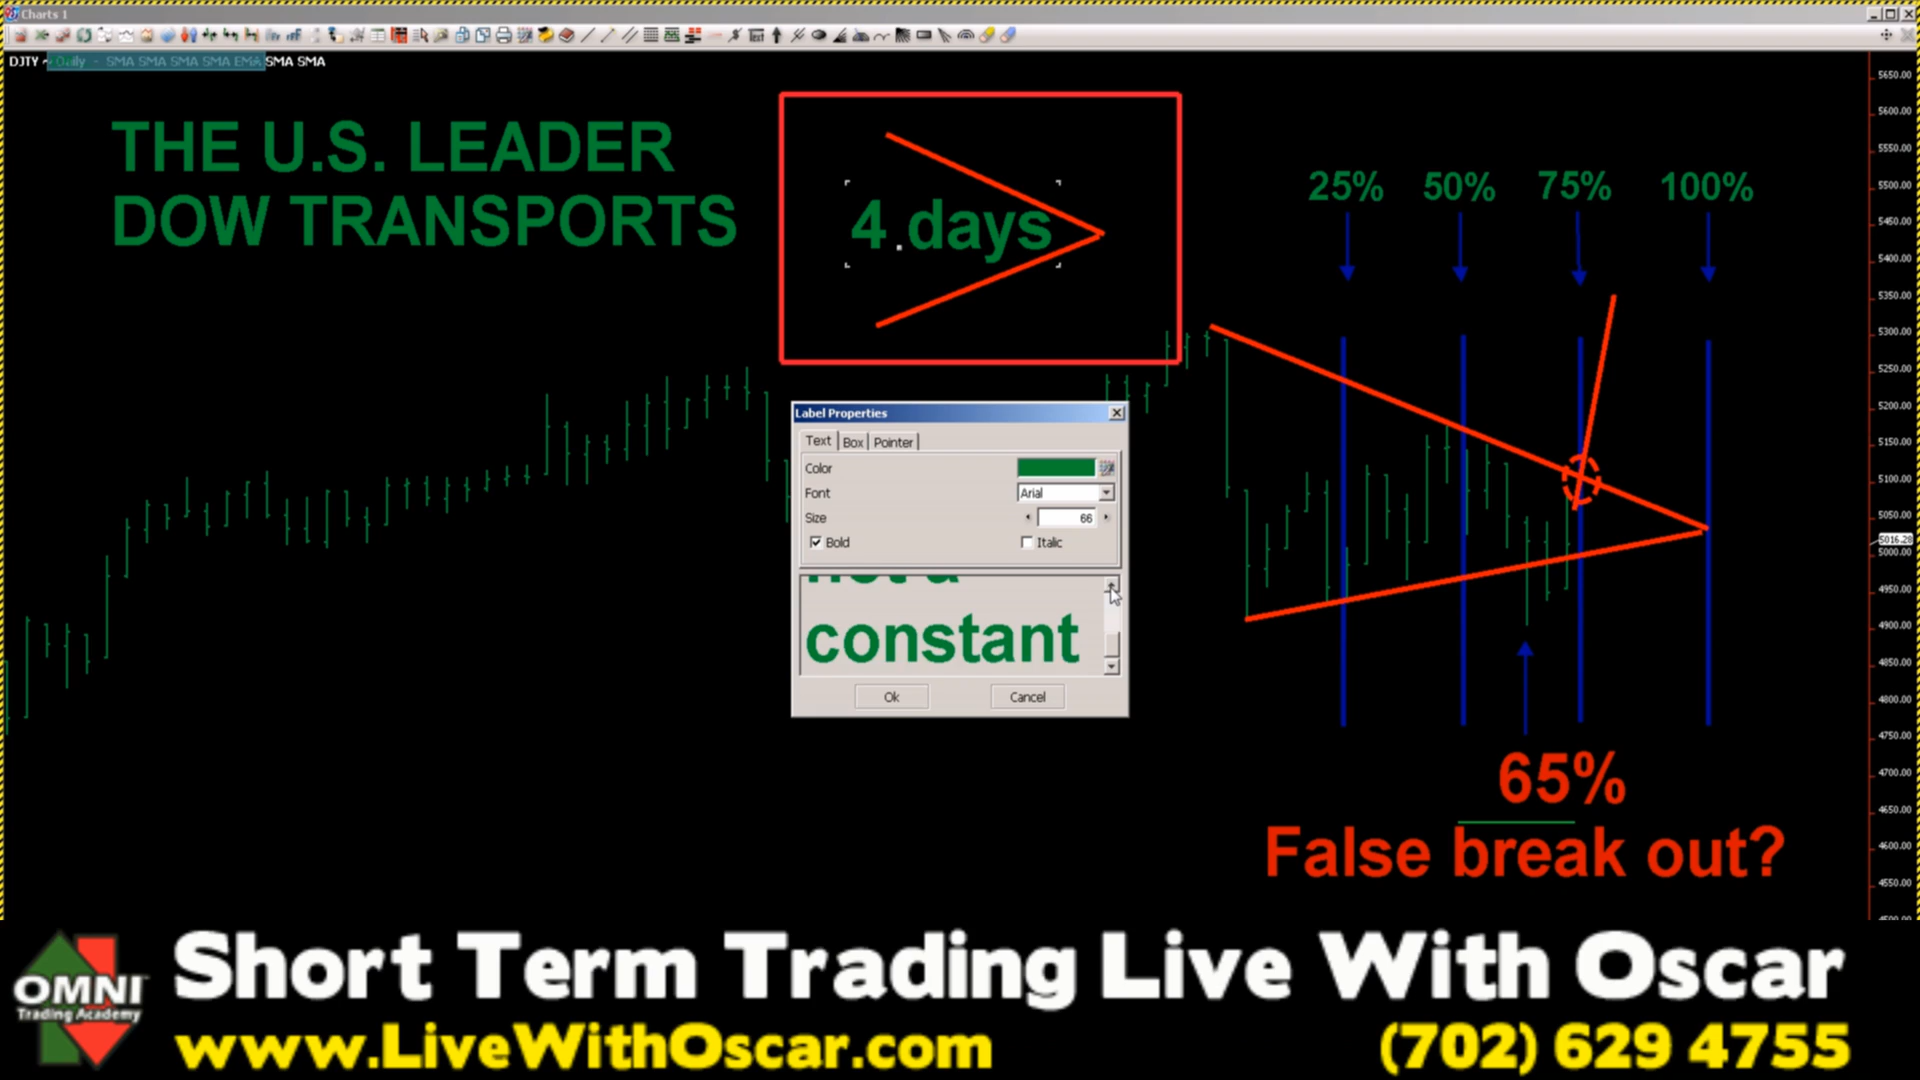 Charts 1
DJTY - Daily - SMA SMA SMA SMA EMA SMA SMA
THE U.S. LEADER
DOW TRANSPORTS
4 days
25% 50% 75% 100%
Label Properties
Text Box Pointer
Color
Font Arial
Size 66
Bold Italic
not a
constant
Ok Cancel
65%
False break out?
5650.00
5600.00
5550.00
5500.00
5450.00
5400.00
5350.00
5300.00
5250.00
5200.00
5150.00
5100.00
5050.00
5016.28
5000.00
4950.00
4900.00
4850.00
4800.00
4750.00
4700.00
4650.00
4600.00
4550.00
OMNI
Trading Academy
Short Term Trading Live With Oscar
www.LiveWithOscar.com (702) 629 4755